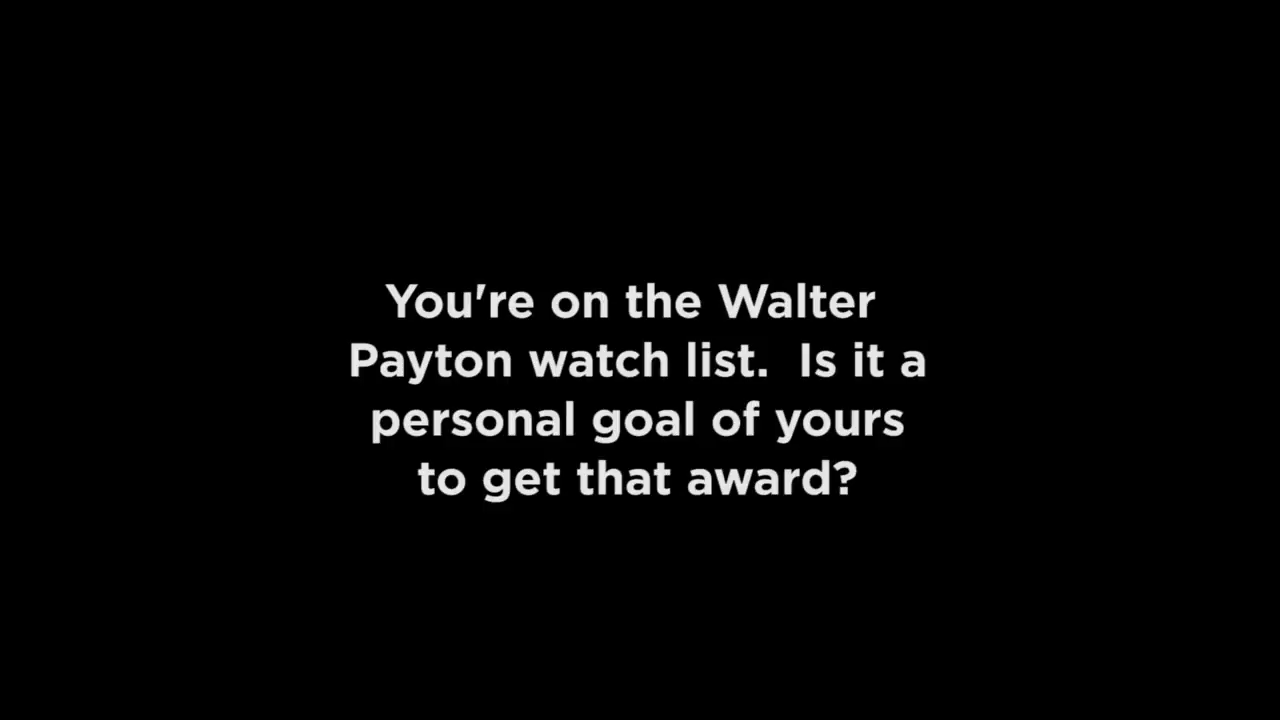 You're on the Walter
Payton watch list.  Is it a
personal goal of yours
to get that award?